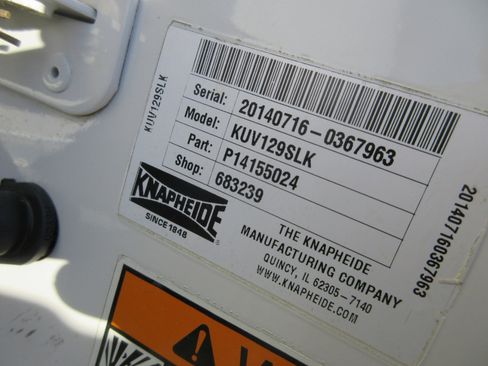 KUV129SLK
Serial: 20140716-0367963
Model: KUV129SLK
Part: P14155024
Shop: 683239
201407160367963
KNAPHEIDE
SINCE 1848
THE KNAPHEIDE
MANUFACTURING COMPANY
QUINCY, IL 62305-7140
WWW.KNAPHEIDE.COM